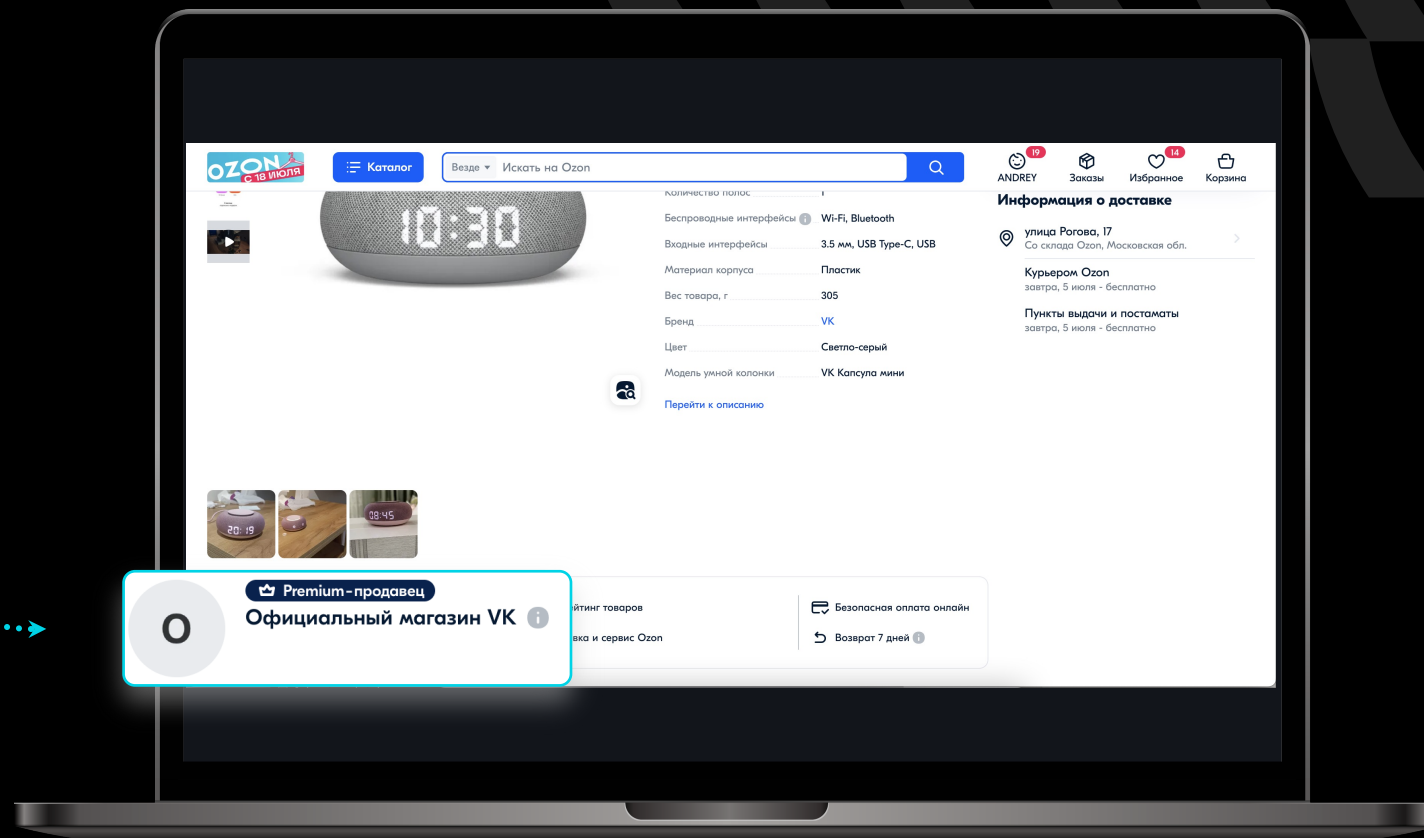 OZON
С 18 ИЮЛЯ
Каталог
Везде
Искать на Ozon
19
ANDREY
Заказы
14
Избранное
Корзина
10:30
Количество полос 1
Беспроводные интерфейсы Wi-Fi, Bluetooth
Входные интерфейсы 3.5 мм, USB Type-C, USB
Материал корпуса Пластик
Вес товара, г 305
Бренд VK
Цвет Светло-серый
Модель умной колонки VK Капсула мини
Перейти к описанию
Информация о доставке
улица Рогова, 17
Со склада Ozon, Московская обл.
Курьером Ozon
завтра, 5 июля - бесплатно
Пункты выдачи и постаматы
завтра, 5 июля - бесплатно
20:19
08:45
О
Premium-продавец
Официальный магазин VK
товаров
и сервис Ozon
Безопасная оплата онлайн
Возврат 7 дней